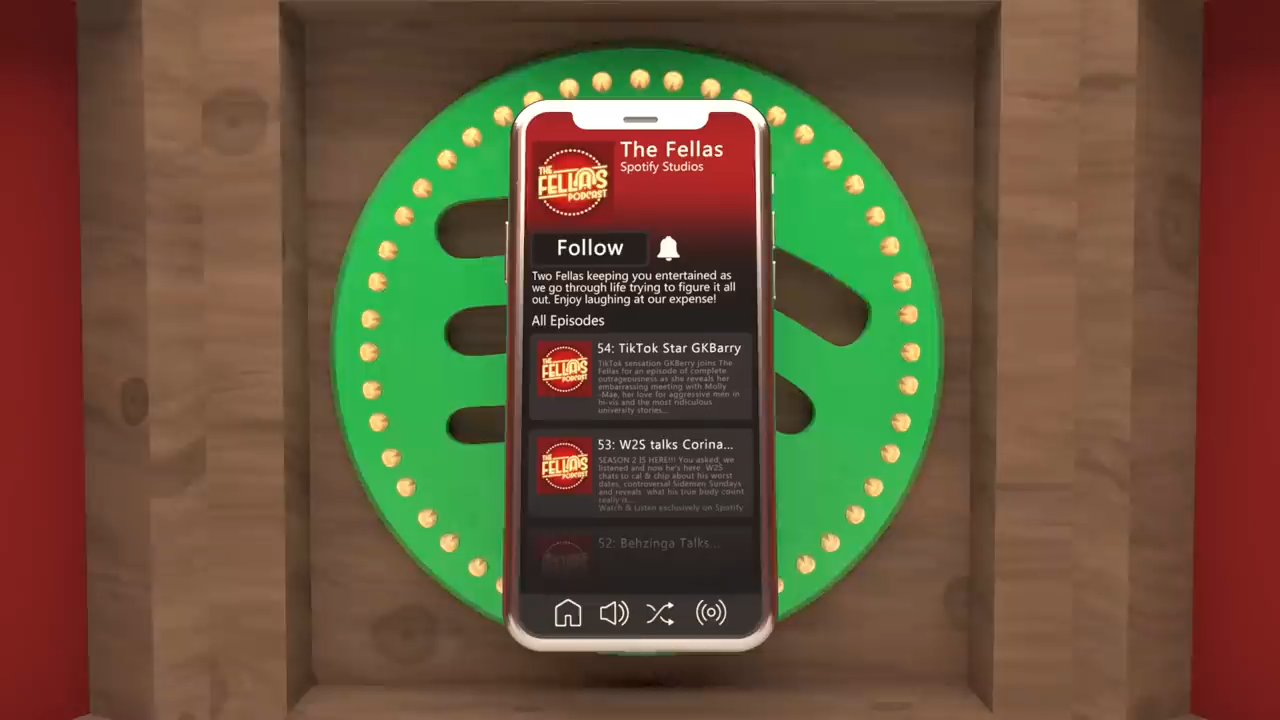 The Fellas
Spotify Studios
THE
FELLAS
PODCAST
Follow
Two Fellas keeping you entertained as
we go through life trying to figure it all
out. Enjoy laughing at our expense!
All Episodes
THE
FELLAS
PODCAST
54: TikTok Star GKBarry
TikTok sensation GKBerry joins The
Fellas for an episode of complete
outrageousness as she reveals her
embarressing meeting with Molly
-Mae, her love for aggressive men in
hi-vis and the most ridiculous
university stories...
THE
FELLAS
PODCAST
53: W2S talks Corina...
SEASON 2 IS HERE!!! You asked, we
listened and now he's here W2S
chats to cal & chip about his worst
dates, controversal Sidemen Sundays
and reveals what his true body count
really is...
Watch & Listen exclusively on Spotify
52: Behzinga Talks...